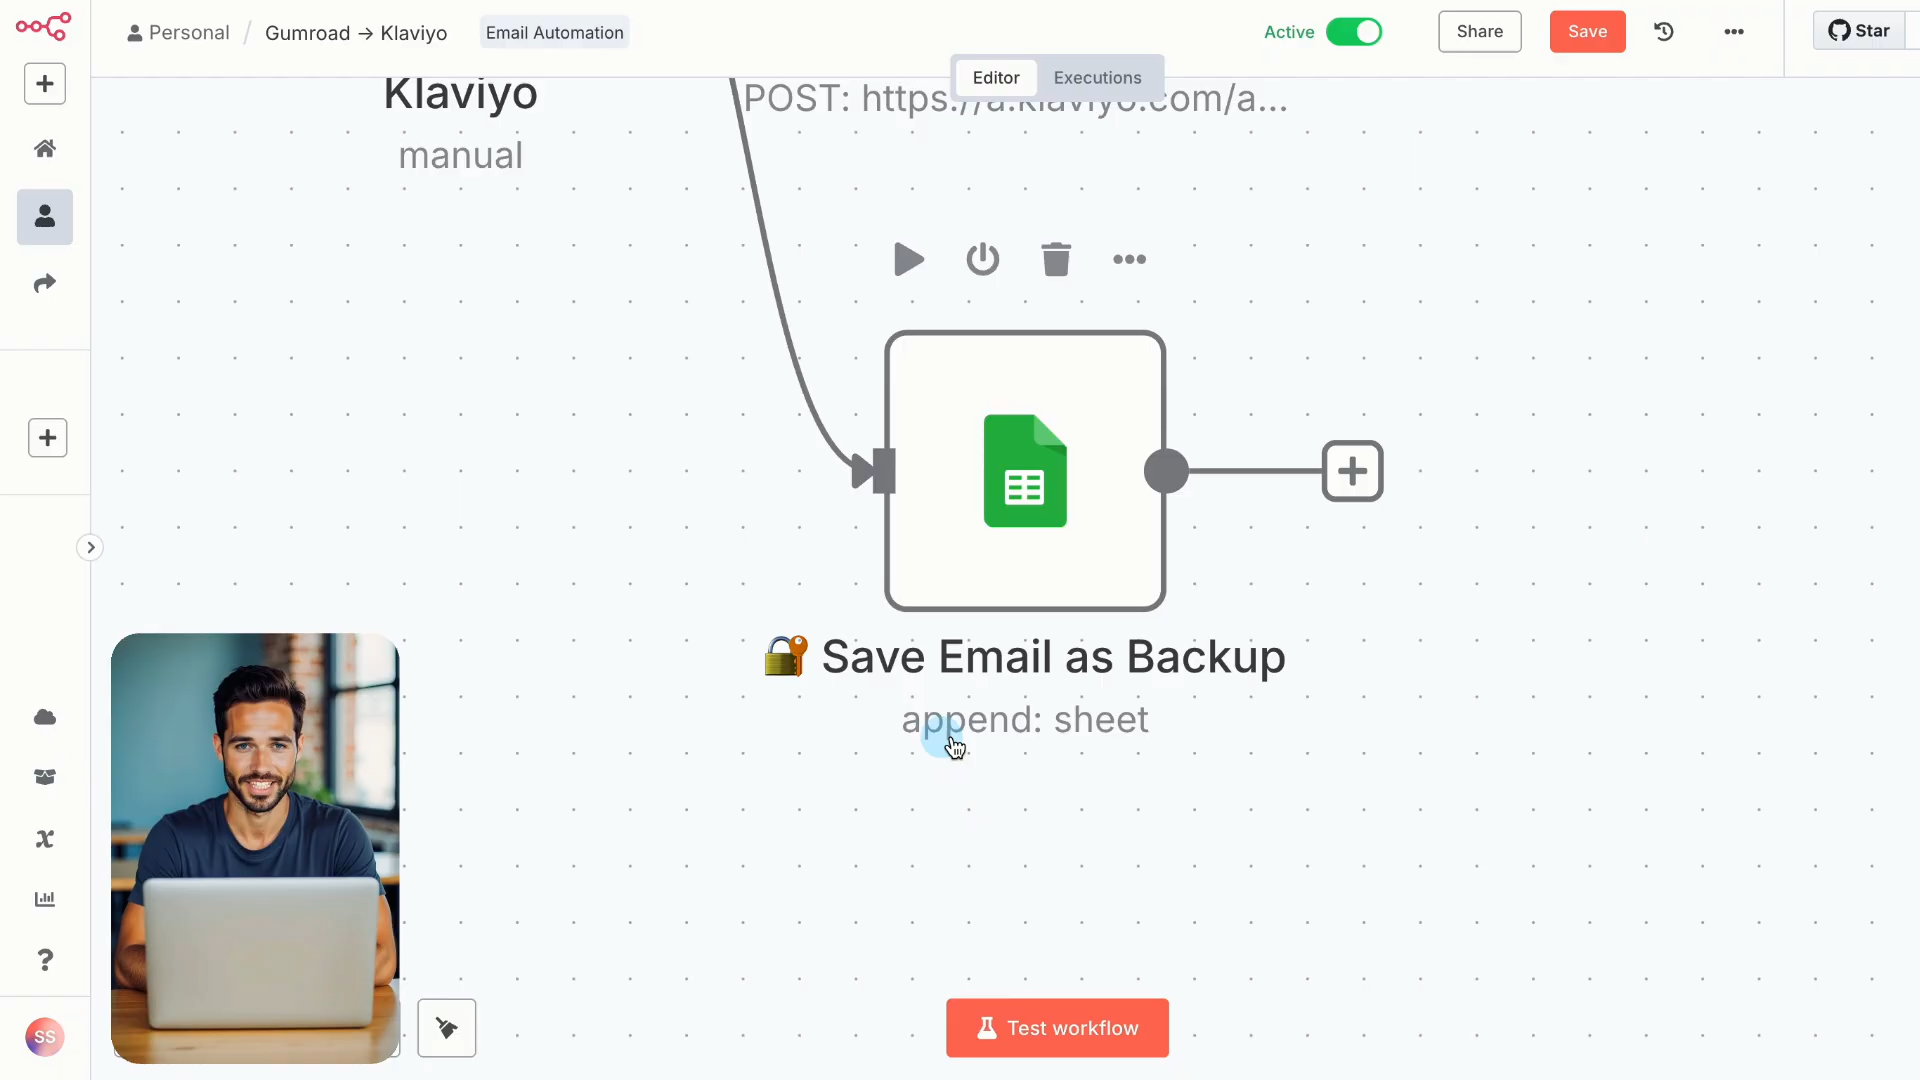 Personal / Gumroad → Klaviyo
Email Automation
Active
Share
Save
Star
Editor
Executions
Klaviyo
manual
POST: https://a.klaviyo.com/a...
🔐 Save Email as Backup
append: sheet
Test workflow
SS